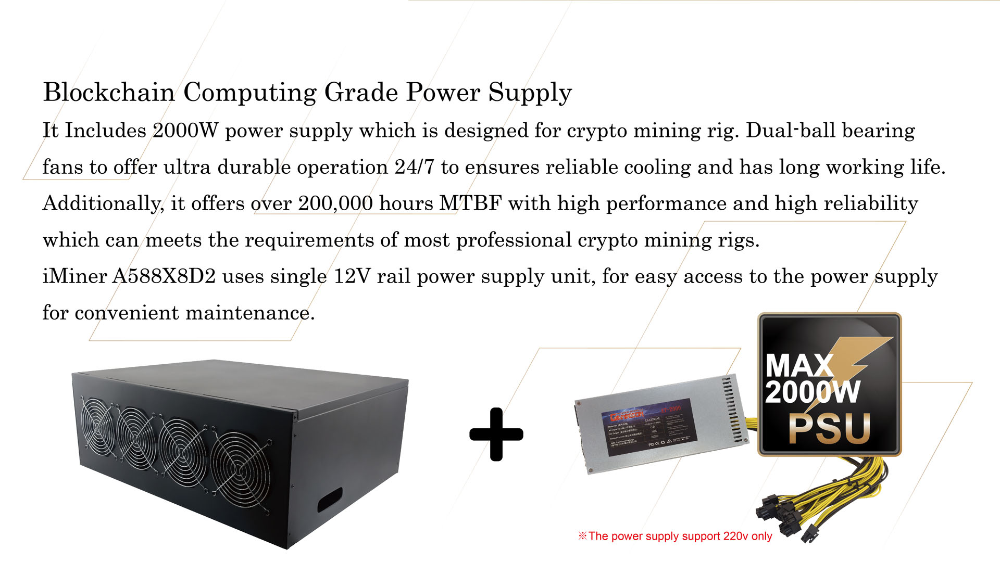 Blockchain Computing Grade Power Supply
It Includes 2000W power supply which is designed for crypto mining rig. Dual-ball bearing
fans to offer ultra durable operation 24/7 to ensures reliable cooling and has long working life.
Additionally, it offers over 200,000 hours MTBF with high performance and high reliability
which can meets the requirements of most professional crypto mining rigs.
iMiner A588X8D2 uses single 12V rail power supply unit, for easy access to the power supply
for convenient maintenance.
MAX
2000W
PSU
※The power supply support 220v only